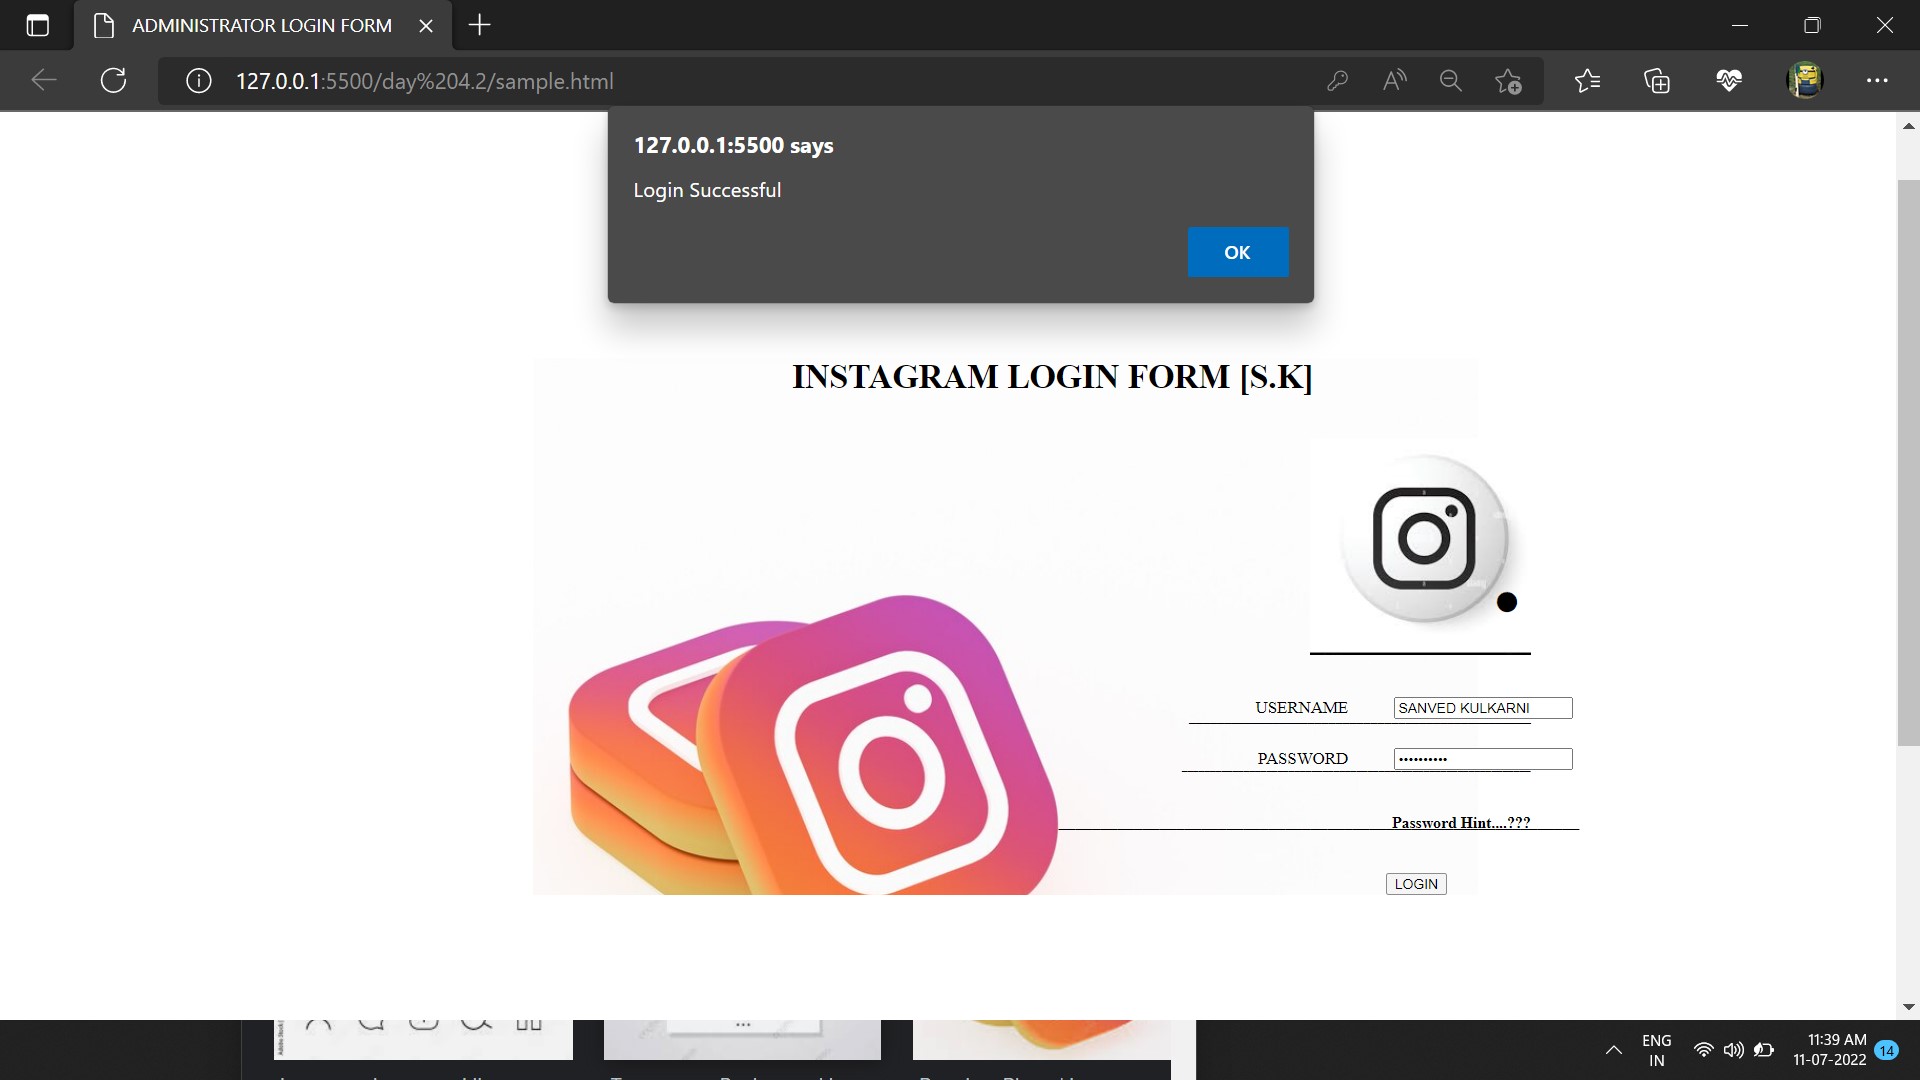 ADMINISTRATOR LOGIN FORM
127.0.0.1:5500/day%204.2/sample.html
127.0.0.1:5500 says
Login Successful
OK
INSTAGRAM LOGIN FORM [S.K]
USERNAME SANVED KULKARNI
PASSWORD ••••••••••
Password Hint....???
LOGIN
ENG
IN
11:39 AM
11-07-2022
14